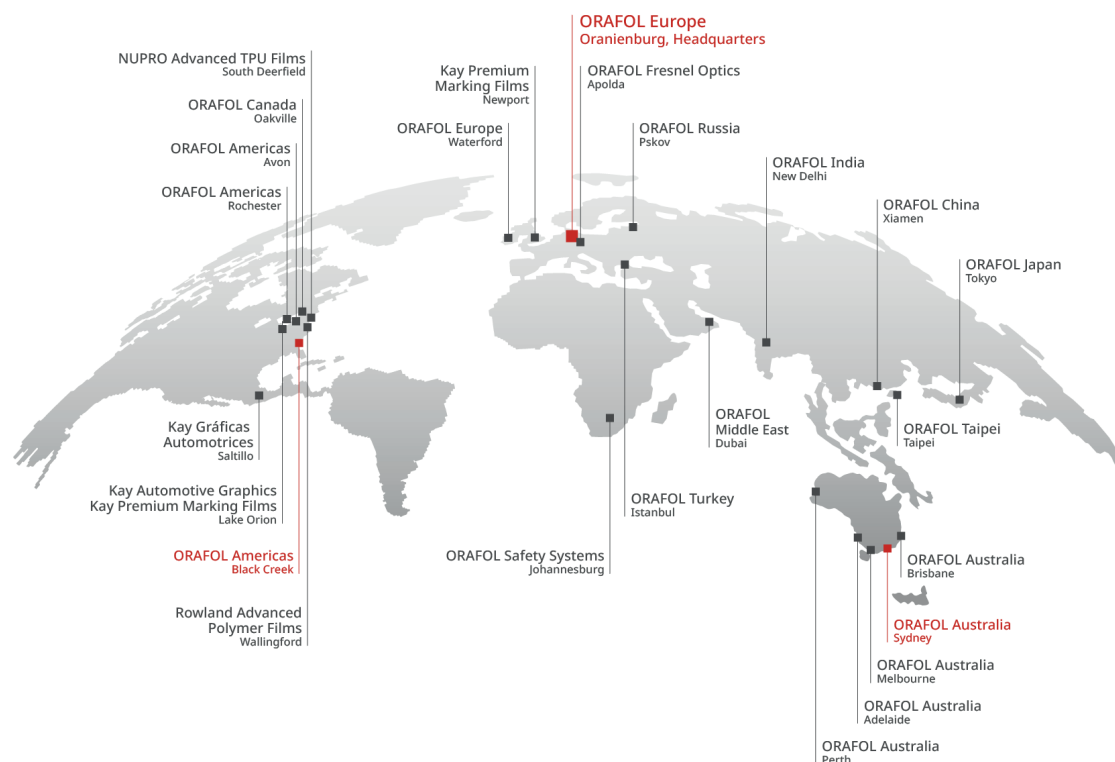 ORAFOL Europe
Oranienburg, Headquarters
NUPRO Advanced TPU Films
South Deerfield
Kay Premium
Marking Films
Newport
ORAFOL Fresnel Optics
Apolda
ORAFOL Canada
Oakville
ORAFOL Europe
Waterford
ORAFOL Russia
Pskov
ORAFOL Americas
Avon
ORAFOL India
New Delhi
ORAFOL Americas
Rochester
ORAFOL China
Xiamen
ORAFOL Japan
Tokyo
Kay Gráficas
Automotrices
Saltillo
ORAFOL
Middle East
Dubai
ORAFOL Taipei
Taipei
Kay Automotive Graphics
Kay Premium Marking Films
Lake Orion
ORAFOL Turkey
Istanbul
ORAFOL Americas
Black Creek
ORAFOL Safety Systems
Johannesburg
ORAFOL Australia
Brisbane
Rowland Advanced
Polymer Films
Wallingford
ORAFOL Australia
Sydney
ORAFOL Australia
Melbourne
ORAFOL Australia
Adelaide
ORAFOL Australia
Perth